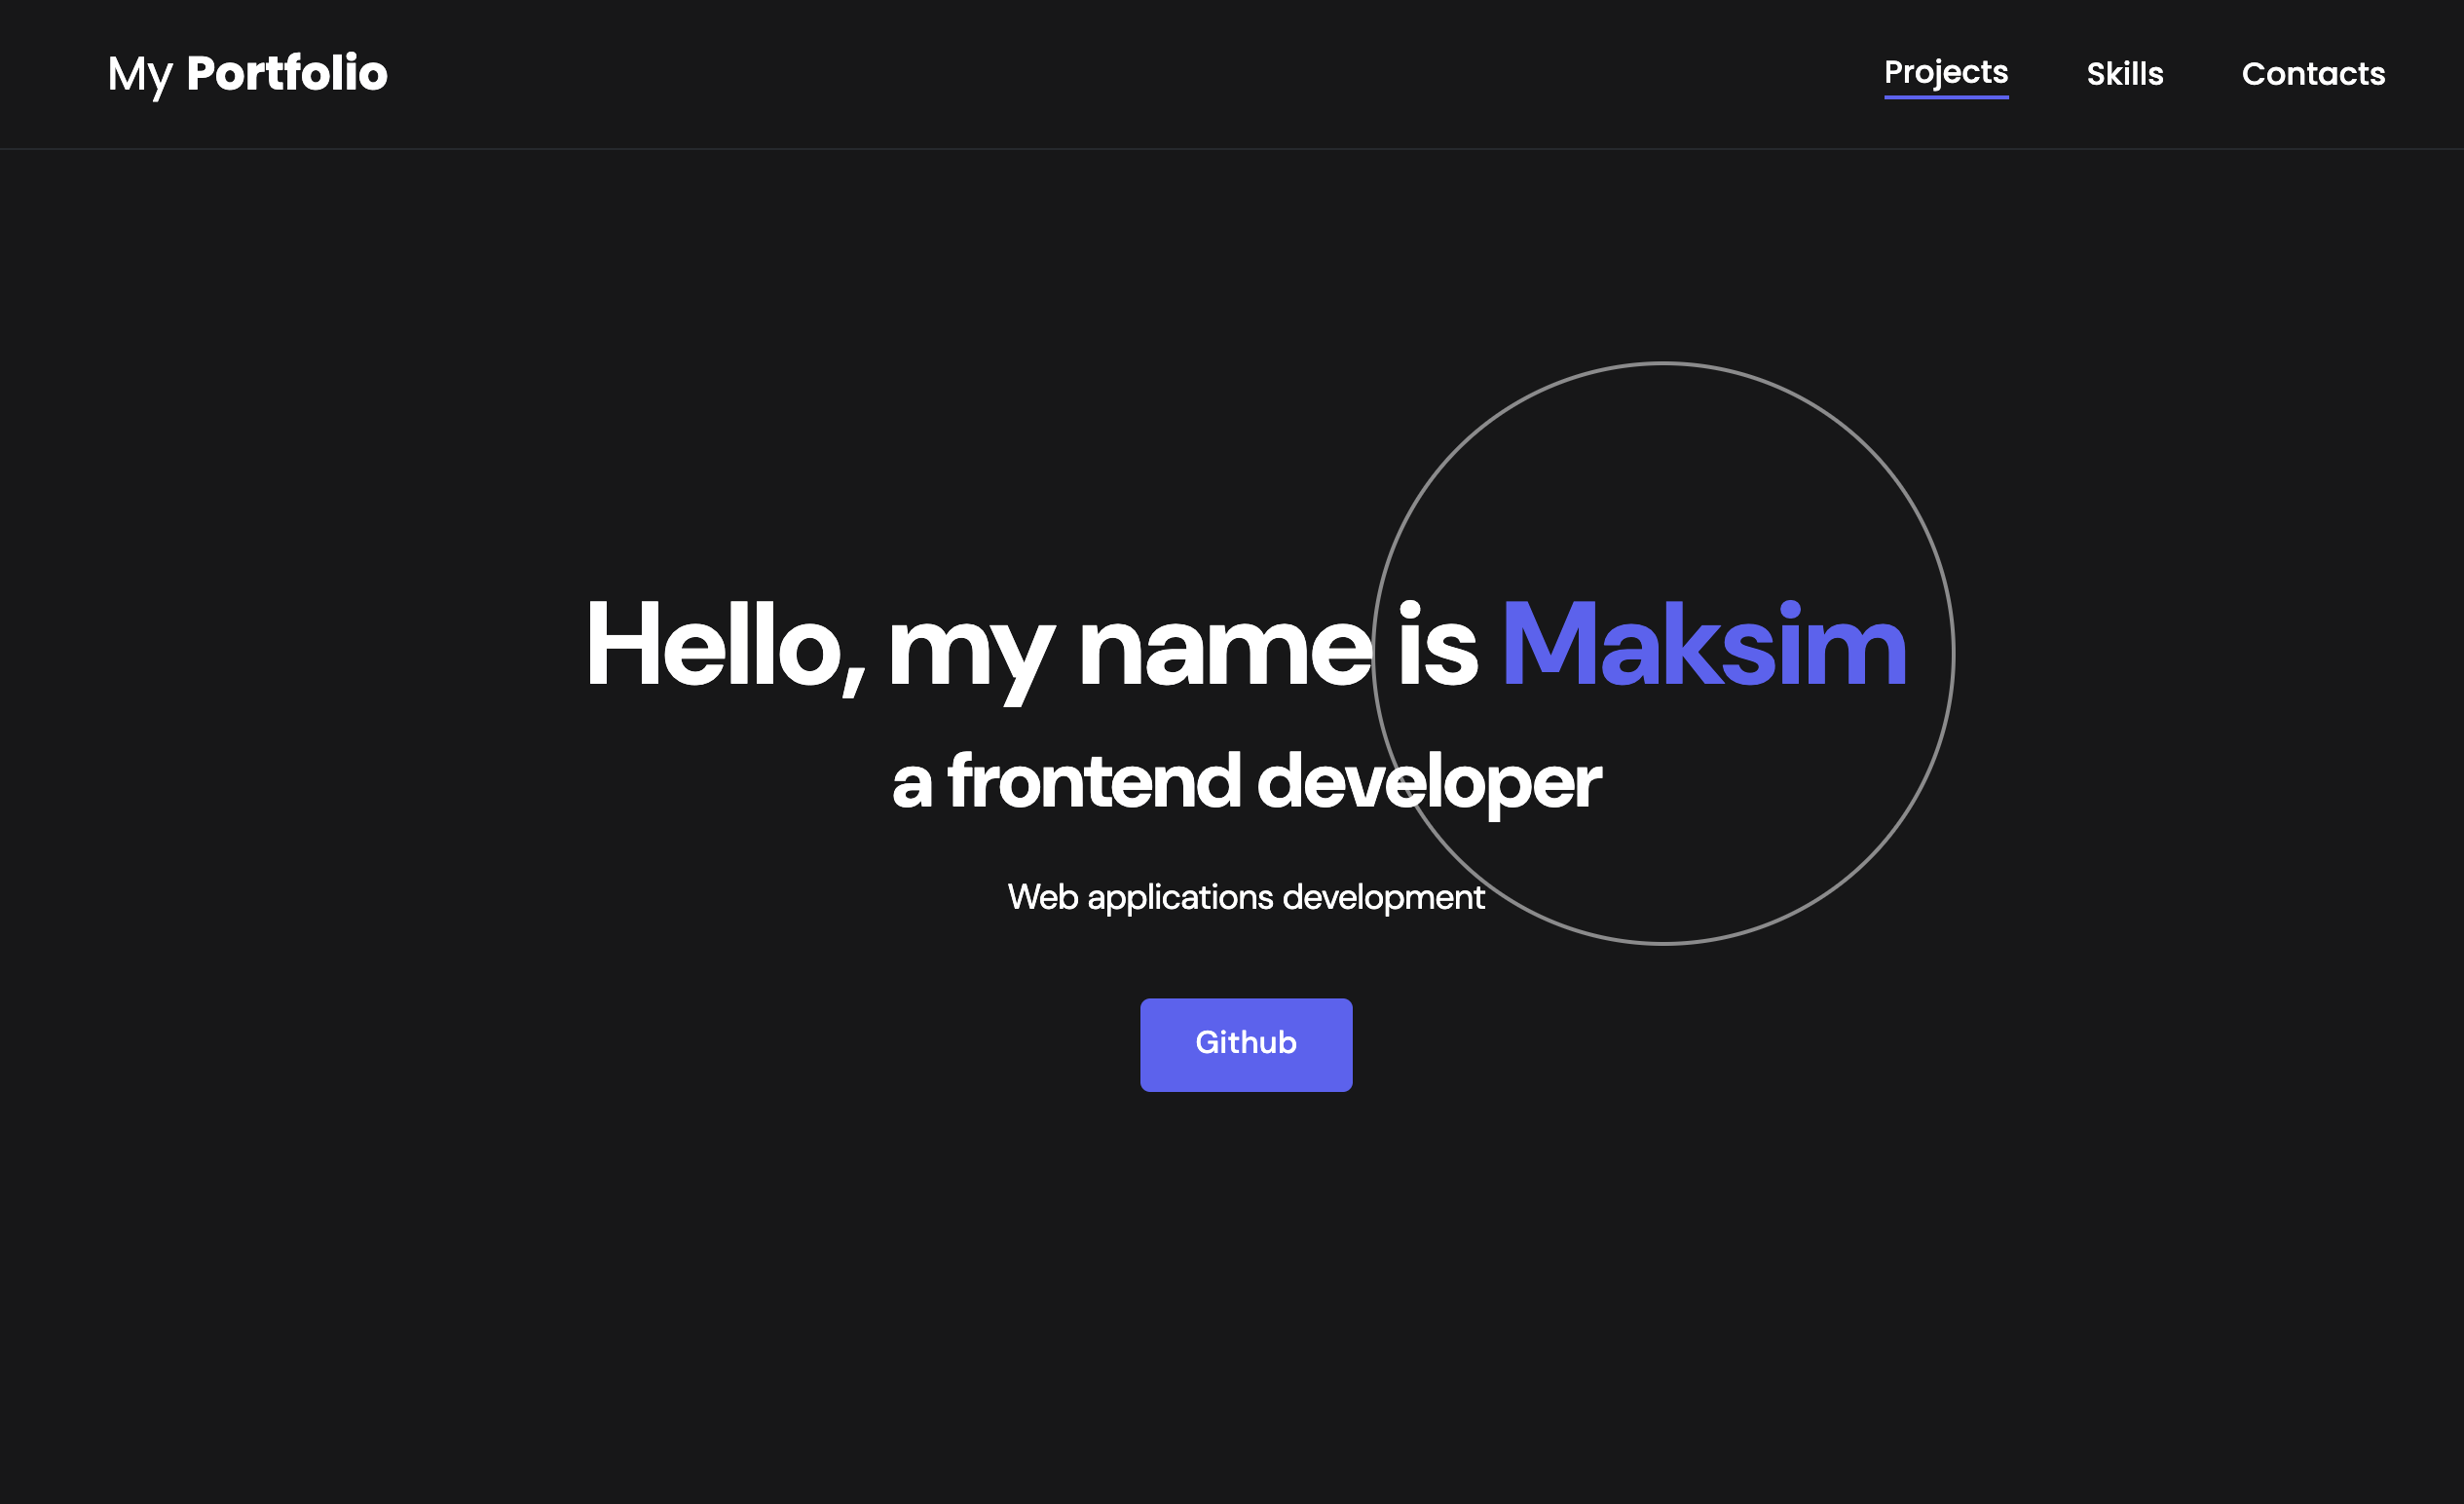 My Portfolio
Projects Skills Contacts
Hello, my name is Maksim
a frontend developer
Web applications development
Github